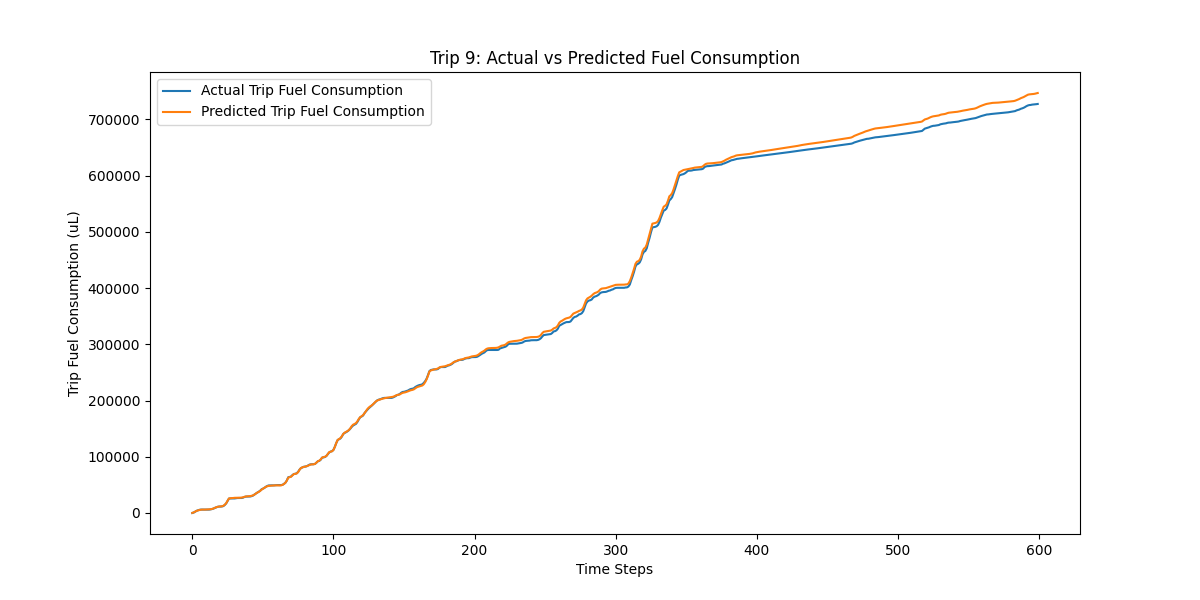 Trip 9: Actual vs Predicted Fuel Consumption
Actual Trip Fuel Consumption
Predicted Trip Fuel Consumption
Trip Fuel Consumption (uL)
700000
600000
500000
400000
300000
200000
100000
0
0 100 200 300 400 500 600
Time Steps